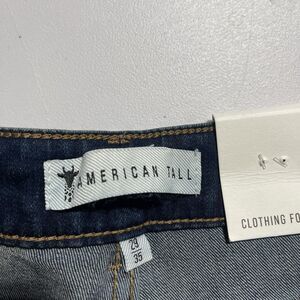 AMERICAN TALL
CLOTHING FO
29
36